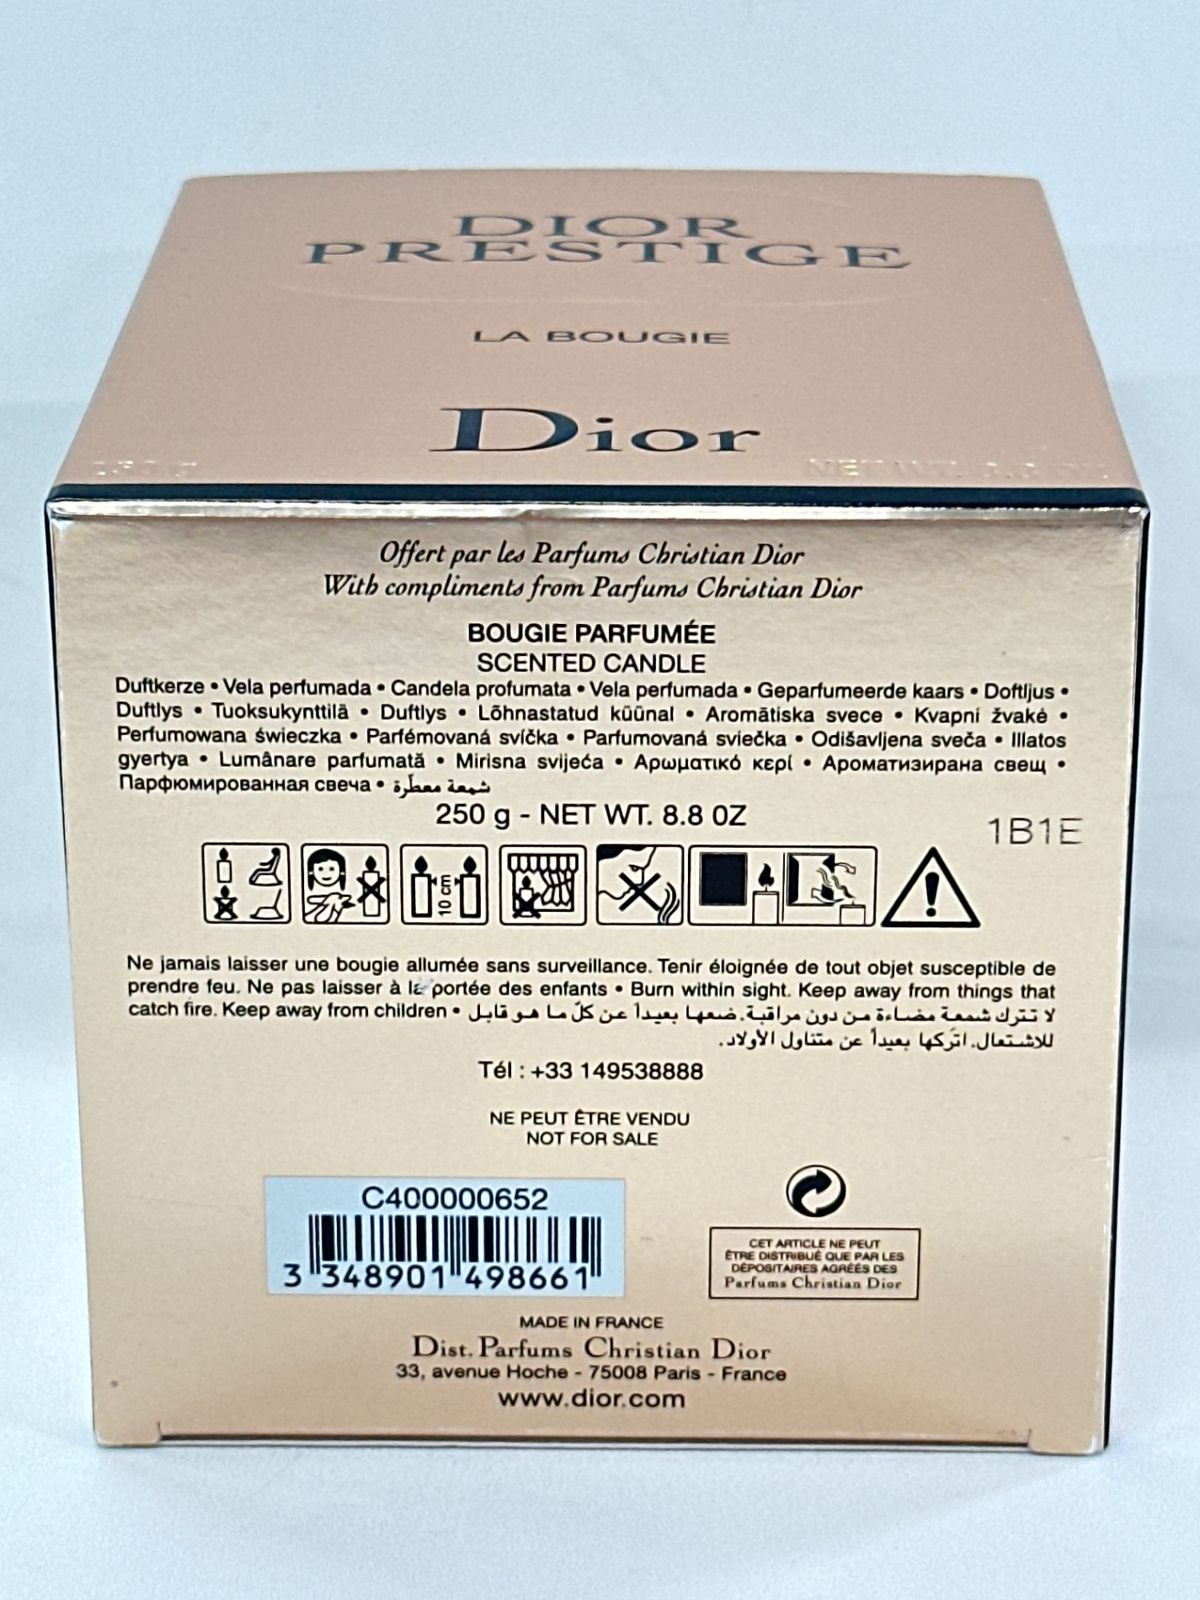 DIOR
PRESTIGE
LA BOUGIE
Dior
250 g NET WT. 8.8 OZ
Offert par les Parfums Christian Dior
With compliments from Parfums Christian Dior
BOUGIE PARFUMÉE
SCENTED CANDLE
Duftkerze • Vela perfumada • Candela profumata • Vela perfumada • Geparfumeerde kaars • Doftljus •
Duftlys • Tuoksukynttilä • Duftlys • Lõhnastatud küünal • Aromātiska svece • Kvapni žvakė •
Perfumowana świeczka • Parfémovaná svíčka • Parfumovaná sviečka • Odišavljena sveča • Illatos
gyertya • Lumânare parfumată • Mirisna svijeća • Αρωματικό κερί • Ароматизирана свещ •
Парфюмированная свеча • شمعة معطّرة
250 g - NET WT. 8.8 OZ
1B1E
10 cm
Ne jamais laisser une bougie allumée sans surveillance. Tenir éloignée de tout objet susceptible de
prendre feu. Ne pas laisser à la portée des enfants • Burn within sight. Keep away from things that
catch fire. Keep away from children • لا تترك شمعة مضاءة من دون مراقبة. ضعها بعيداً عن كلّ ما هو قابل
للاشتعال. اتركها بعيداً عن متناول الأولاد.
Tél : +33 149538888
NE PEUT ÊTRE VENDU
NOT FOR SALE
C400000652
3 348901 498661
CET ARTICLE NE PEUT
ÊTRE DISTRIBUÉ QUE PAR LES
DÉPOSITAIRES AGRÉÉS DES
Parfums Christian Dior
MADE IN FRANCE
Dist. Parfums Christian Dior
33, avenue Hoche - 75008 Paris - France
www.dior.com